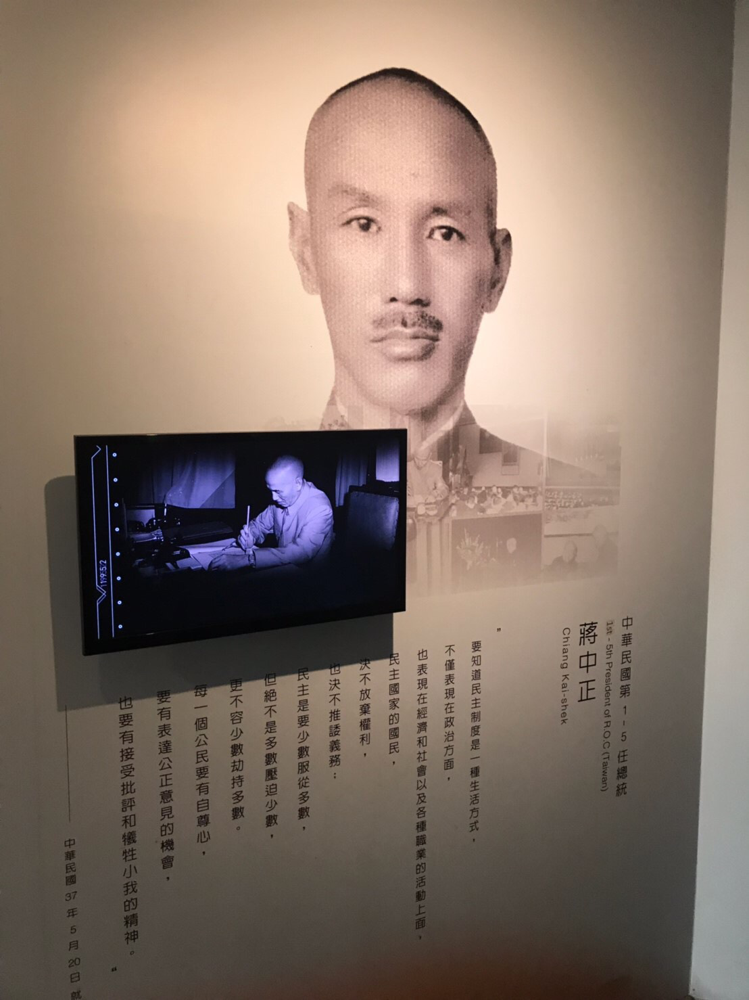 中華民國第 1 - 5 任總統
1st - 5th President of R.O.C (Taiwan)
蔣中正
Chiang Kai-shek
”
要知道民主制度是一種生活方式，
不僅表現在政治方面，
也表現在經濟和社會以及各種職業的活動上面，
民主國家的國民，
決不放棄權利，
也決不推諉義務；
民主是要少數服從多數，
但絕不是多數壓迫少數，
更不容少數劫持多數。
每一個公民要有自尊心，
要有表達公正意見的機會，
也要有接受批評和犧牲小我的精神。
“
中華民國 37 年 5 月 20 日 就